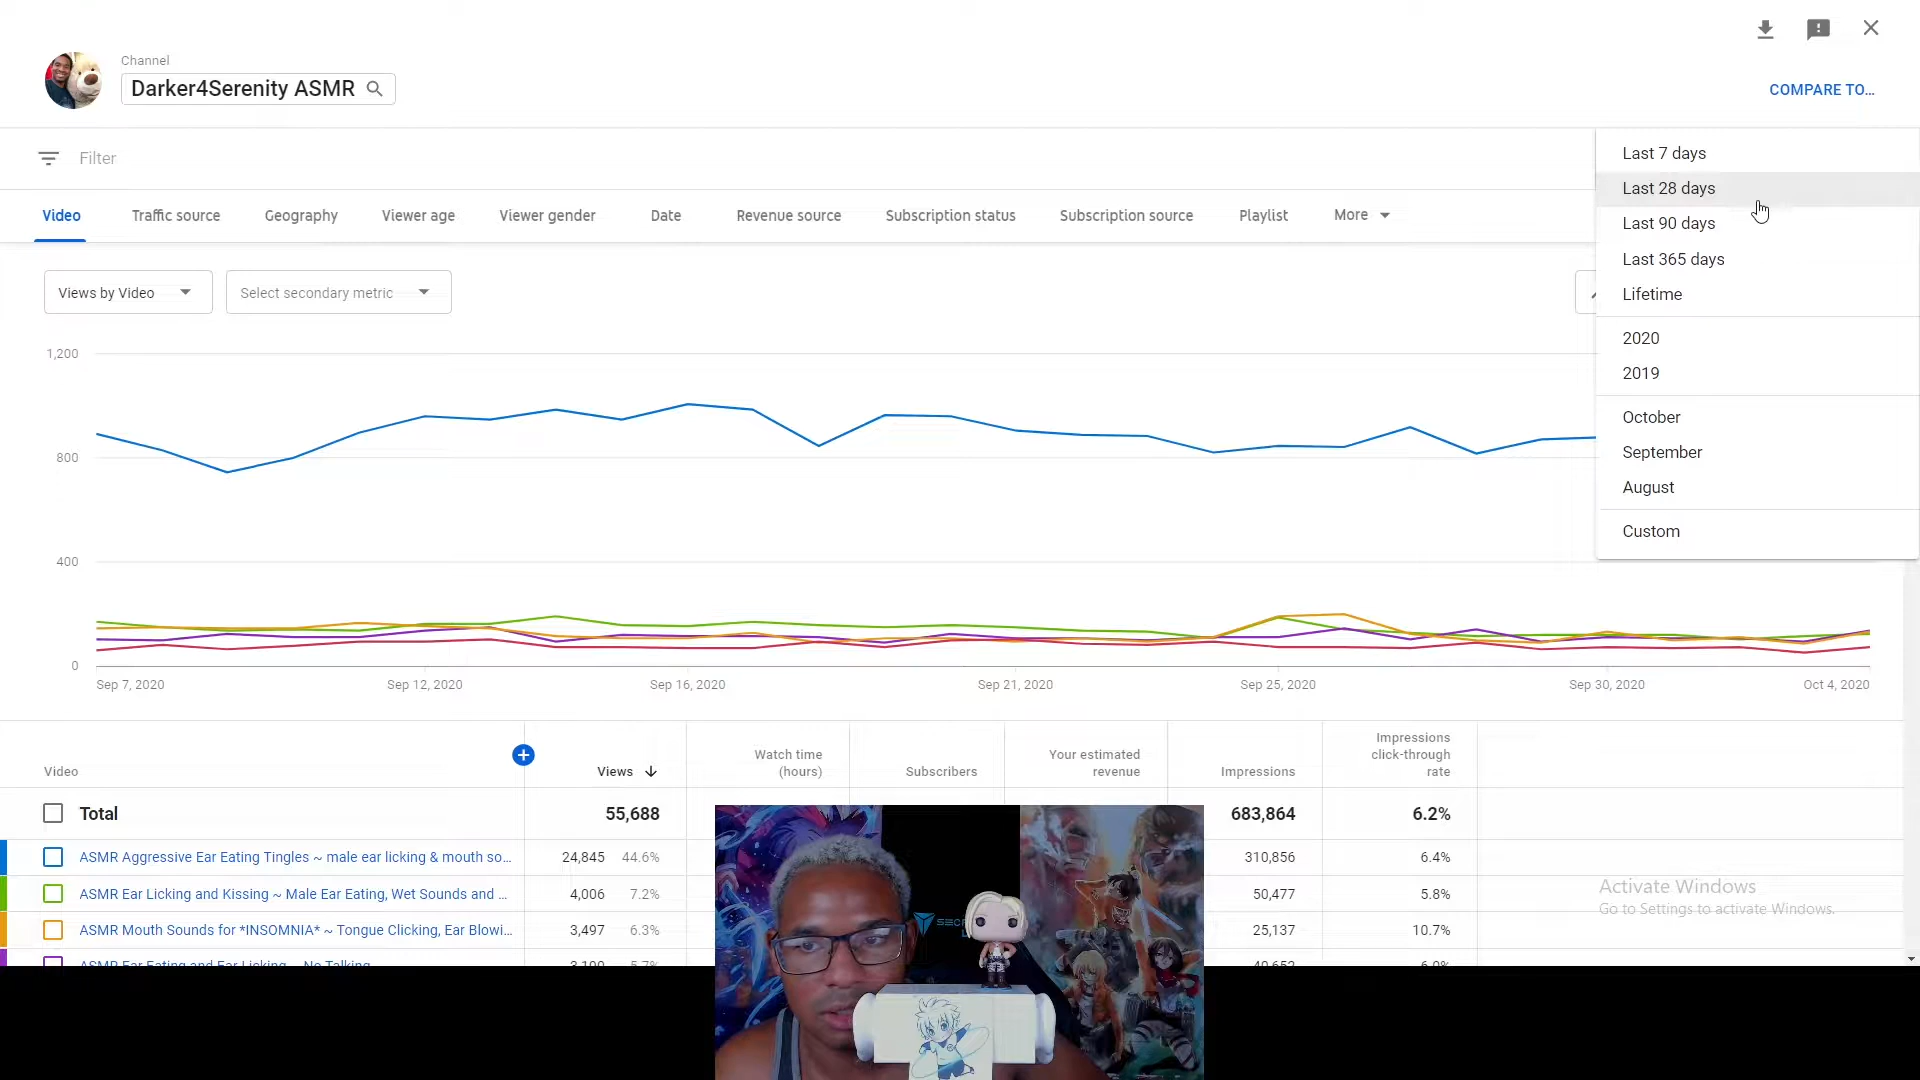 Channel
Darker4Serenity ASMR
COMPARE TO...
Filter
Video Traffic source Geography Viewer age Viewer gender Date Revenue source Subscription status Subscription source Playlist More
Last 7 days
Last 28 days
Last 90 days
Last 365 days
Lifetime
2020
2019
October
September
August
Custom
Views by Video Select secondary metric
1,200
800
400
0
Sep 7, 2020 Sep 12, 2020 Sep 16, 2020 Sep 21, 2020 Sep 25, 2020 Sep 30, 2020 Oct 4, 2020
Video Views Watch time (hours) Subscribers Your estimated revenue Impressions Impressions click-through rate
Total 55,688 683,864 6.2%
ASMR Aggressive Ear Eating Tingles ~ male ear licking & mouth so... 24,845 44.6% 310,856 6.4%
ASMR Ear Licking and Kissing ~ Male Ear Eating, Wet Sounds and ... 4,006 7.2% 50,477 5.8%
ASMR Mouth Sounds for *INSOMNIA* ~ Tongue Clicking, Ear Blowi... 3,497 6.3% 25,137 10.7%
Activate Windows
Go to Settings to activate Windows.